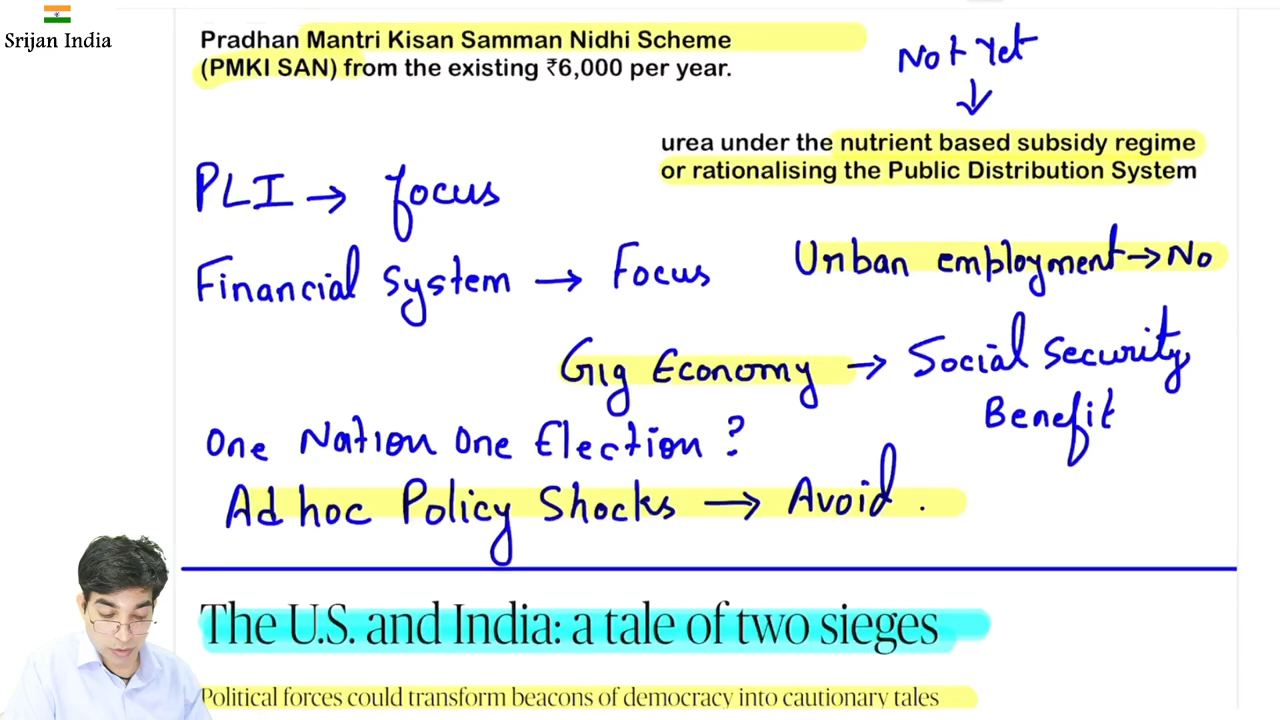 Srijan India
Pradhan Mantri Kisan Samman Nidhi Scheme
(PMKI SAN) from the existing ₹6,000 per year.
Not Yet
↓
urea under the nutrient based subsidy regime
or rationalising the Public Distribution System
PLI → focus
Financial system → Focus
Urban employment → No
Gig Economy → Social security
Benefit
One Nation One Election ?
Ad hoc Policy Shocks → Avoid .
The U.S. and India: a tale of two sieges
Political forces could transform beacons of democracy into cautionary tales